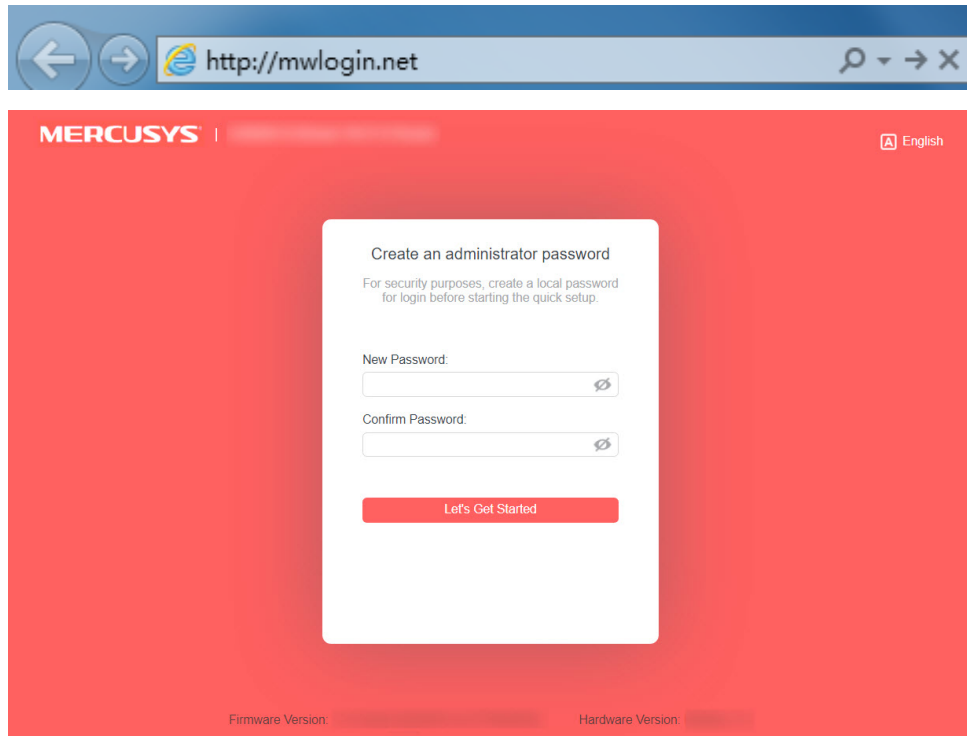 http://mwlogin.net
MERCUSYS |
A English
Create an administrator password
For security purposes, create a local password
for login before starting the quick setup.
New Password:
Confirm Password:
Let's Get Started
Firmware Version: Hardware Version: